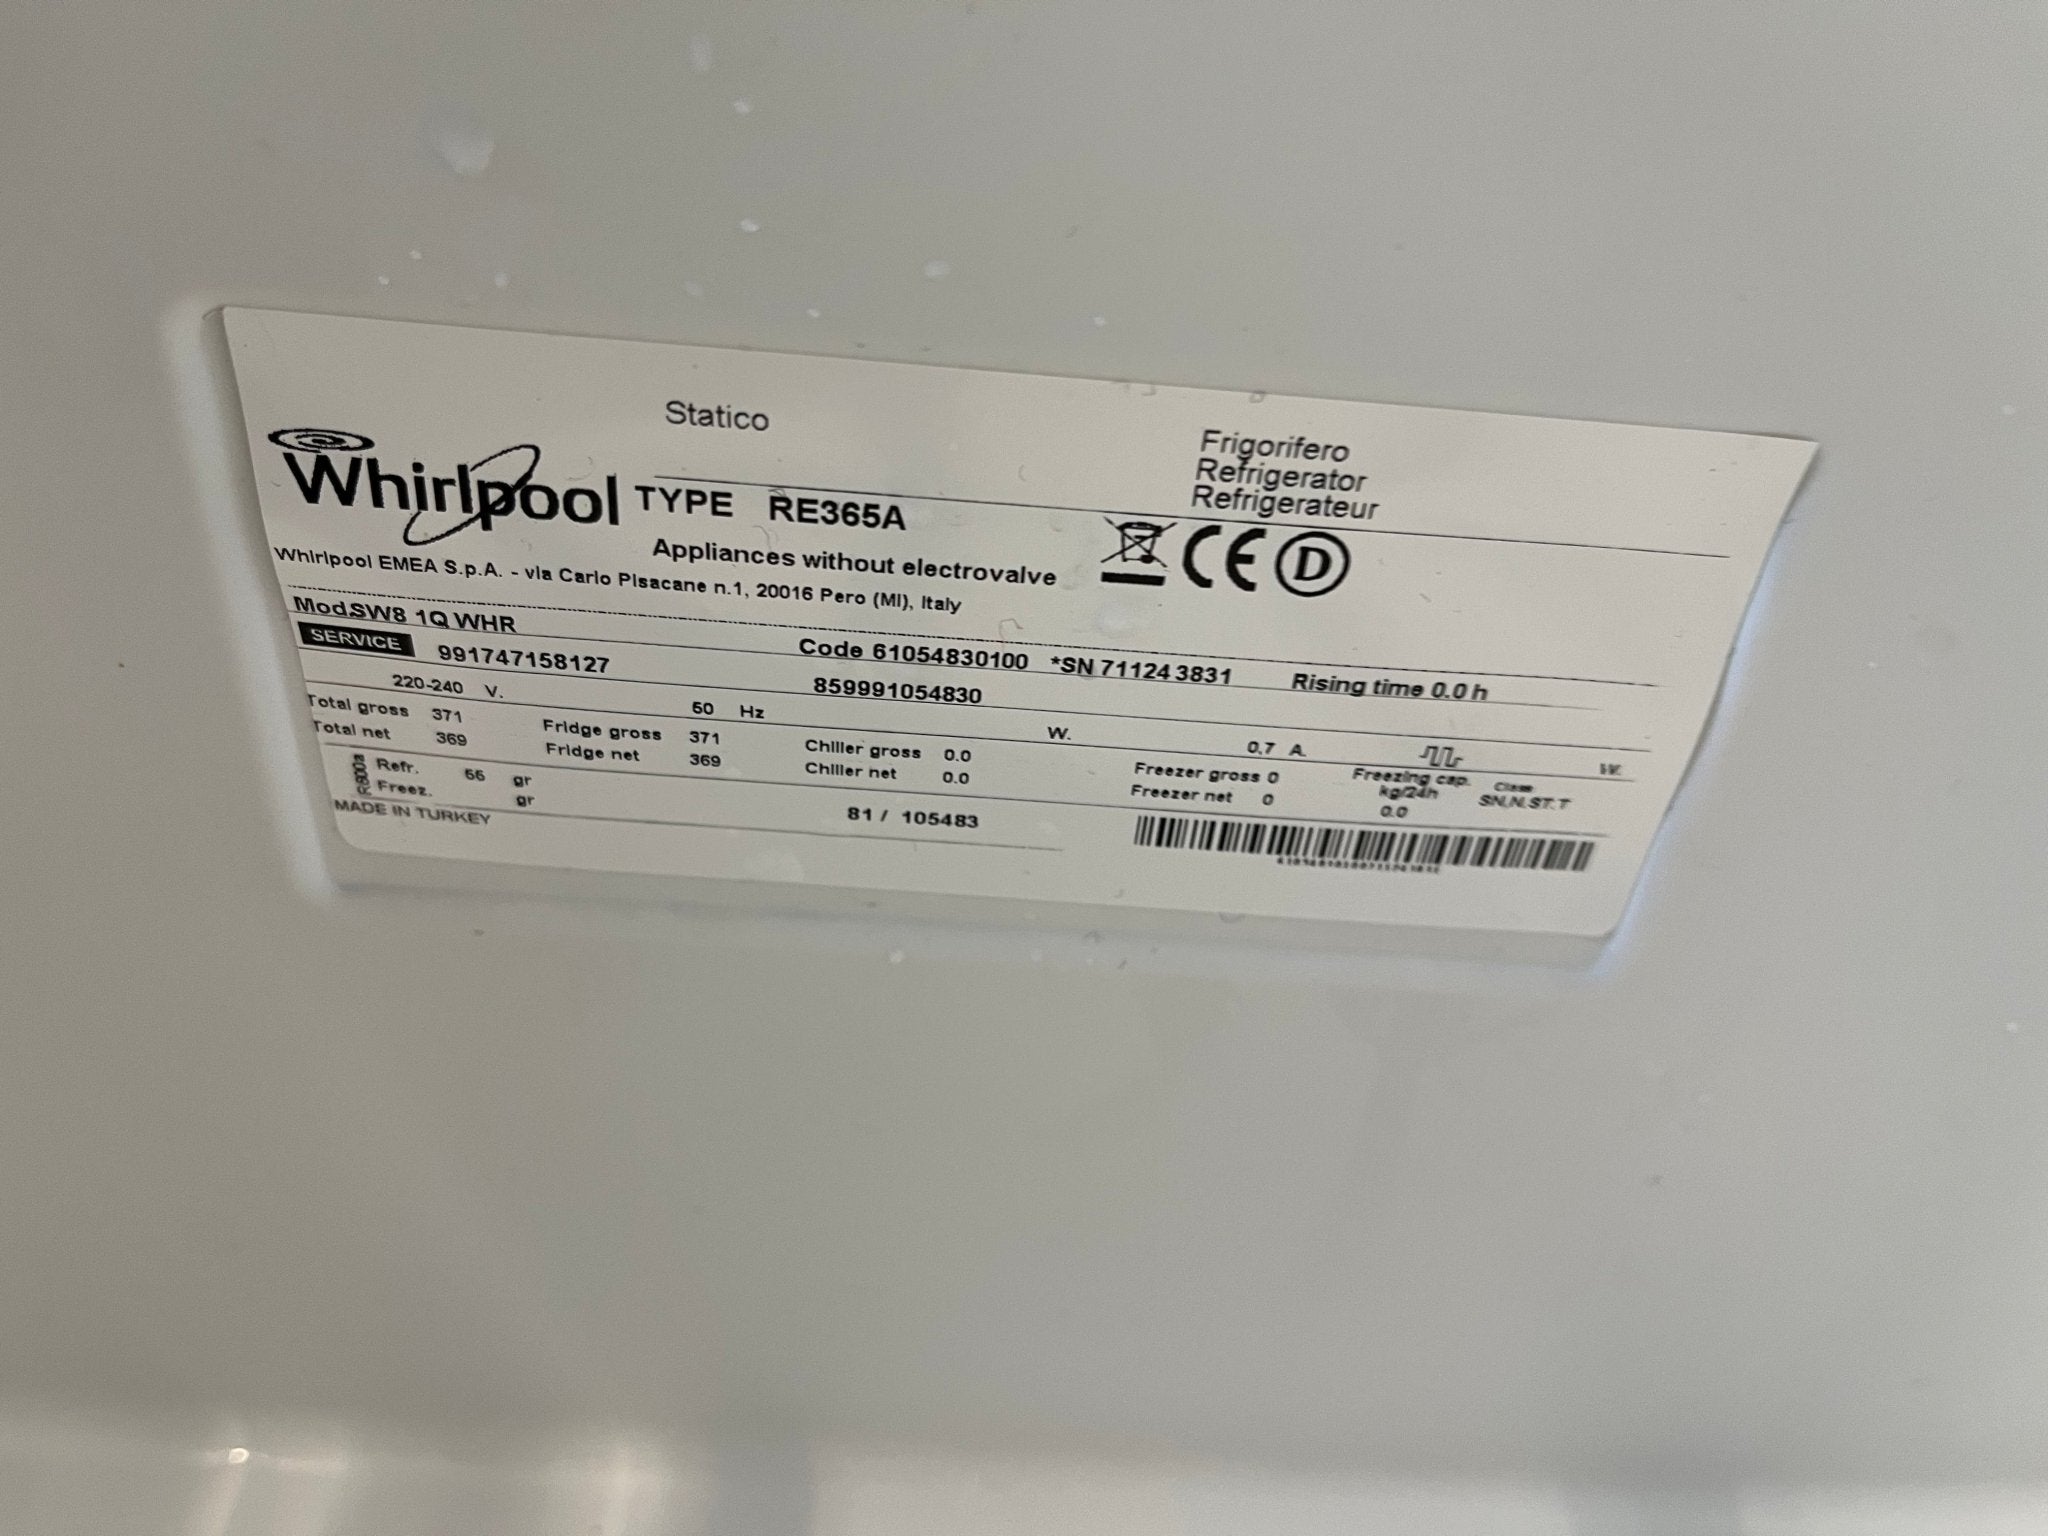 Statico
Frigorifero
Refrigerator
Refrigerateur
Whirlpool TYPE RE365A
Appliances without electrovalve
CE D
Whirlpool EMEA S.p.A. - via Carlo Pisacane n.1, 20016 Pero (MI), Italy
Mod.SW8 1Q WHR Code 61054830100 *SN 711243831 Rising time 0.0 h
SERVICE 991747158127 859991054830
220-240 V. 50 Hz W. 0.7 A. W.
Total gross 371 Fridge gross 371 Chiller gross 0.0 Freezer gross 0 Freezing cap. Class
Total net 369 Fridge net 369 Chiller net 0.0 Freezer net 0 kg/24h SN.N.ST.T
0.0
R600a Refr. 66 gr
Freez. gr
81 / 105483
MADE IN TURKEY